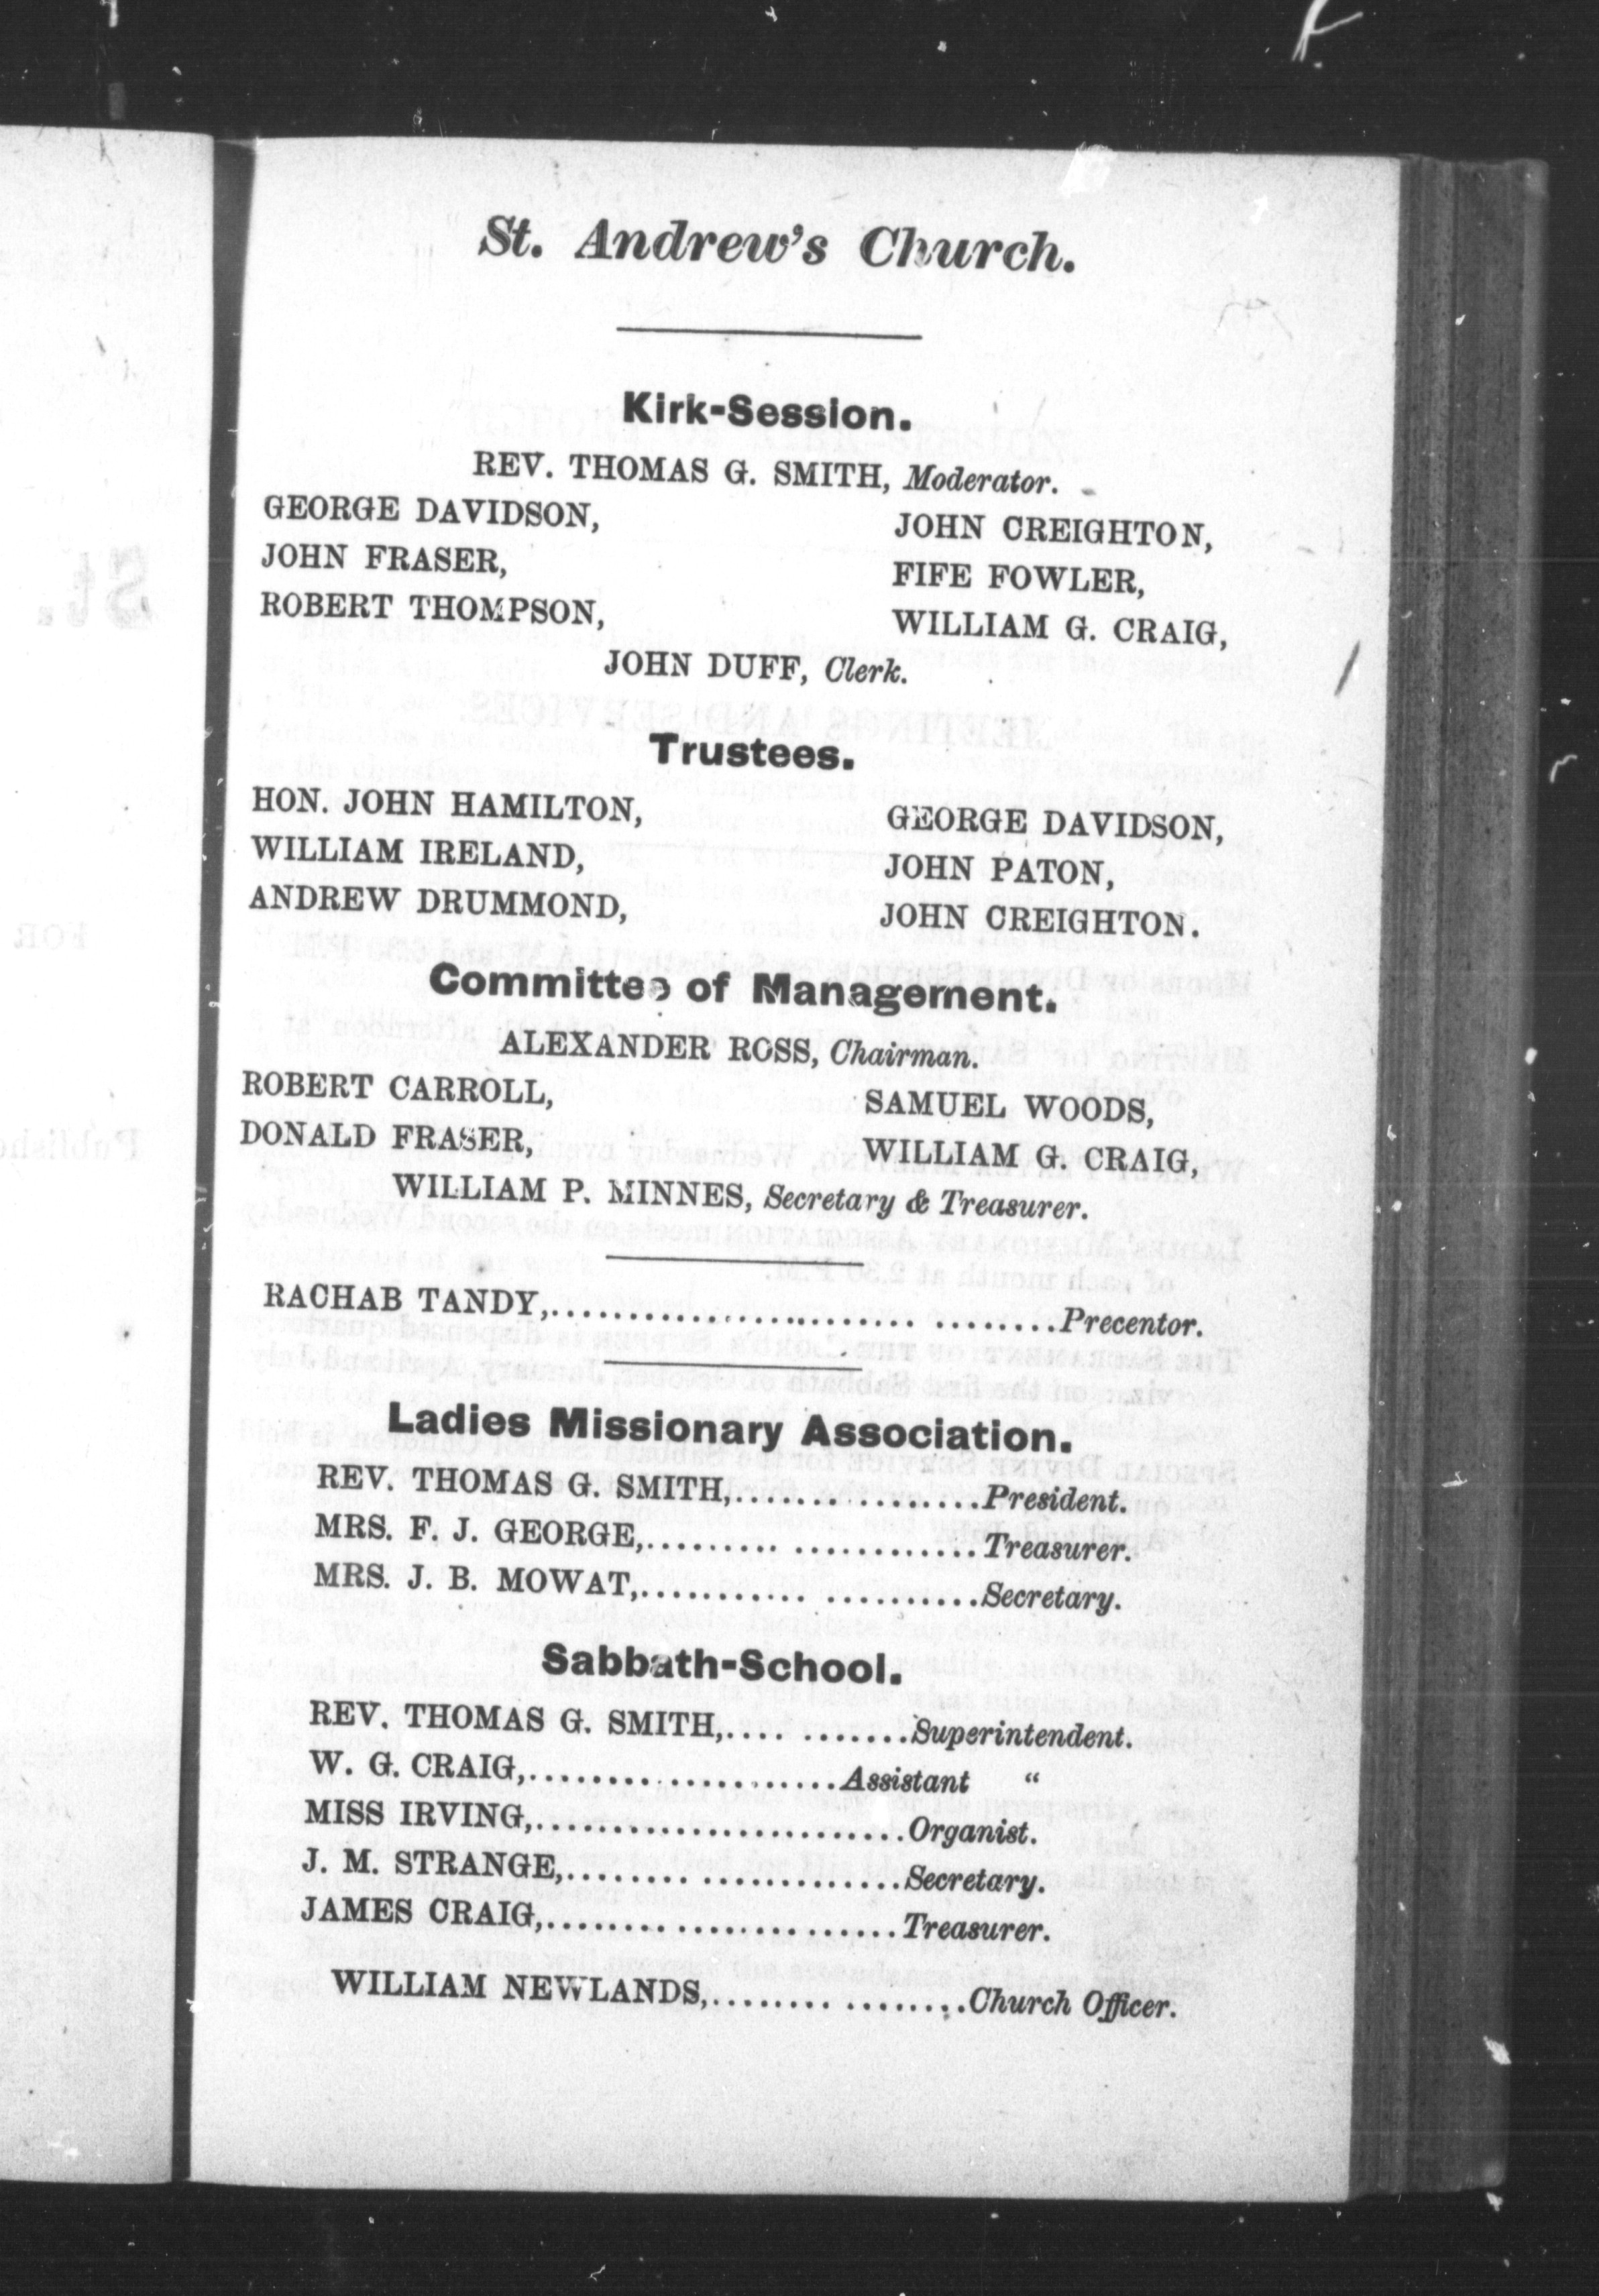 St. Andrew's Church.
Kirk-Session.
REV. THOMAS G. SMITH, Moderator.
GEORGE DAVIDSON, JOHN CREIGHTON,
JOHN FRASER, FIFE FOWLER,
ROBERT THOMPSON, WILLIAM G. CRAIG,
JOHN DUFF, Clerk.
Trustees.
HON. JOHN HAMILTON, GEORGE DAVIDSON,
WILLIAM IRELAND, JOHN PATON,
ANDREW DRUMMOND, JOHN CREIGHTON.
Committee of Management.
ALEXANDER ROSS, Chairman.
ROBERT CARROLL, SAMUEL WOODS,
DONALD FRASER, WILLIAM G. CRAIG,
WILLIAM P. MINNES, Secretary & Treasurer.
RACHAB TANDY,................................Precentor.
Ladies Missionary Association.
REV. THOMAS G. SMITH,................President.
MRS. F. J. GEORGE,.....................Treasurer.
MRS. J. B. MOWAT,.....................Secretary.
Sabbath-School.
REV. THOMAS G. SMITH,...........Superintendent.
W. G. CRAIG,....................Assistant “
MISS IRVING,........................Organist.
J. M. STRANGE,.....................Secretary.
JAMES CRAIG,.......................Treasurer.
WILLIAM NEWLANDS,................Church Officer.